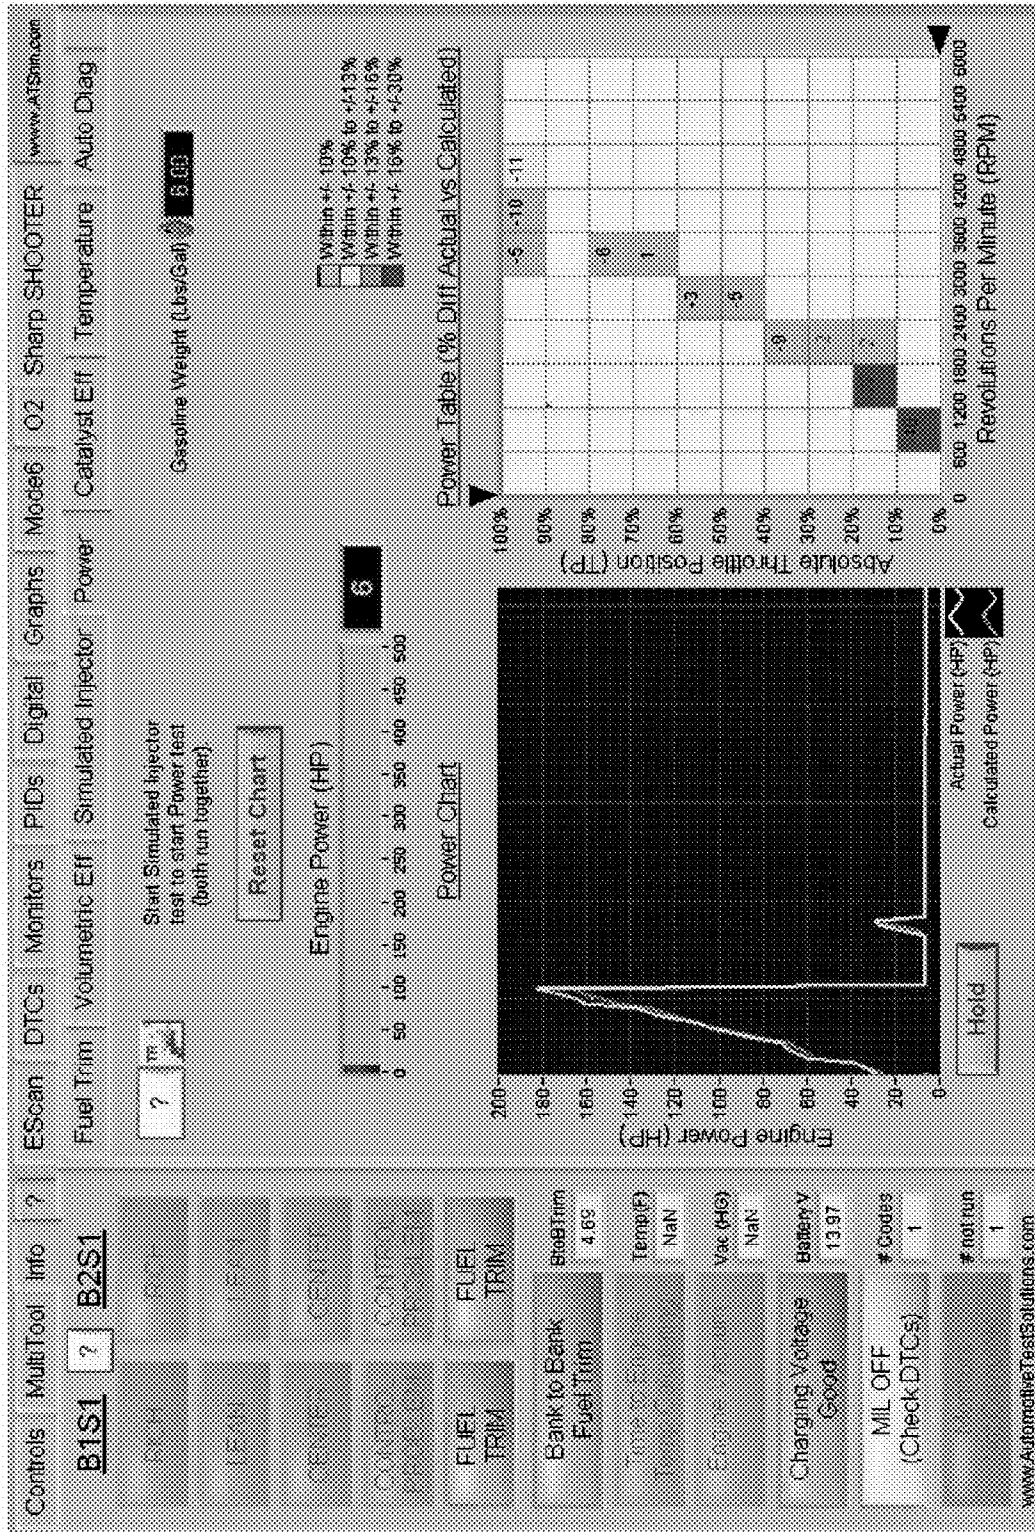 Controls MultiTool Info ? EScan DTCs Monitors PIDs Digital Graphs Mode6 O2 Sharp SHOOTER www.ATSnm.com
B1S1 ? B2S1
Fuel Trim Volumetric Eff Simulated Injector Power Catalyst Eff Temperature Auto Diag
FUEL TRIM
FUEL TRIM
Bank to Bank
Fuel Trim
BtoBTrim
4.69
Temp(F)
NaN
Vac (HG)
NaN
Charging Voltage
Good
Battery V
13.97
MIL OFF
(Check DTCs)
# Codes
1
# not run
1
www.AutomotiveTestSolutions.com
?
Start Simulated Injector
test to start Power test
(both run together)
Reset Chart
Gasoline Weight (Lbs/Gal)
6.00
Engine Power (HP)
0 50 100 150 200 250 300 350 400 450 500
6
Within +/- 10%
Within +/-10% to +/-13%
Within +/-13% to +/-16%
Within +/-16% to +/-30%
Power Chart
200
180
160
140
120
100
80
60
40
20
0
Engine Power (HP)
Hold
Actual Power (HP)
Calculated Power (HP)
Power Table (% Diff Actual vs Calculated)
100%
90%
80%
70%
60%
50%
40%
30%
20%
10%
0%
Absolute Throttle Position (TP)
-5 -10 -11
-6
1
-3
-5
-9
0 600 1200 1800 2400 3000 3600 4200 4800 5400 6000
Revolutions Per Minute (RPM)